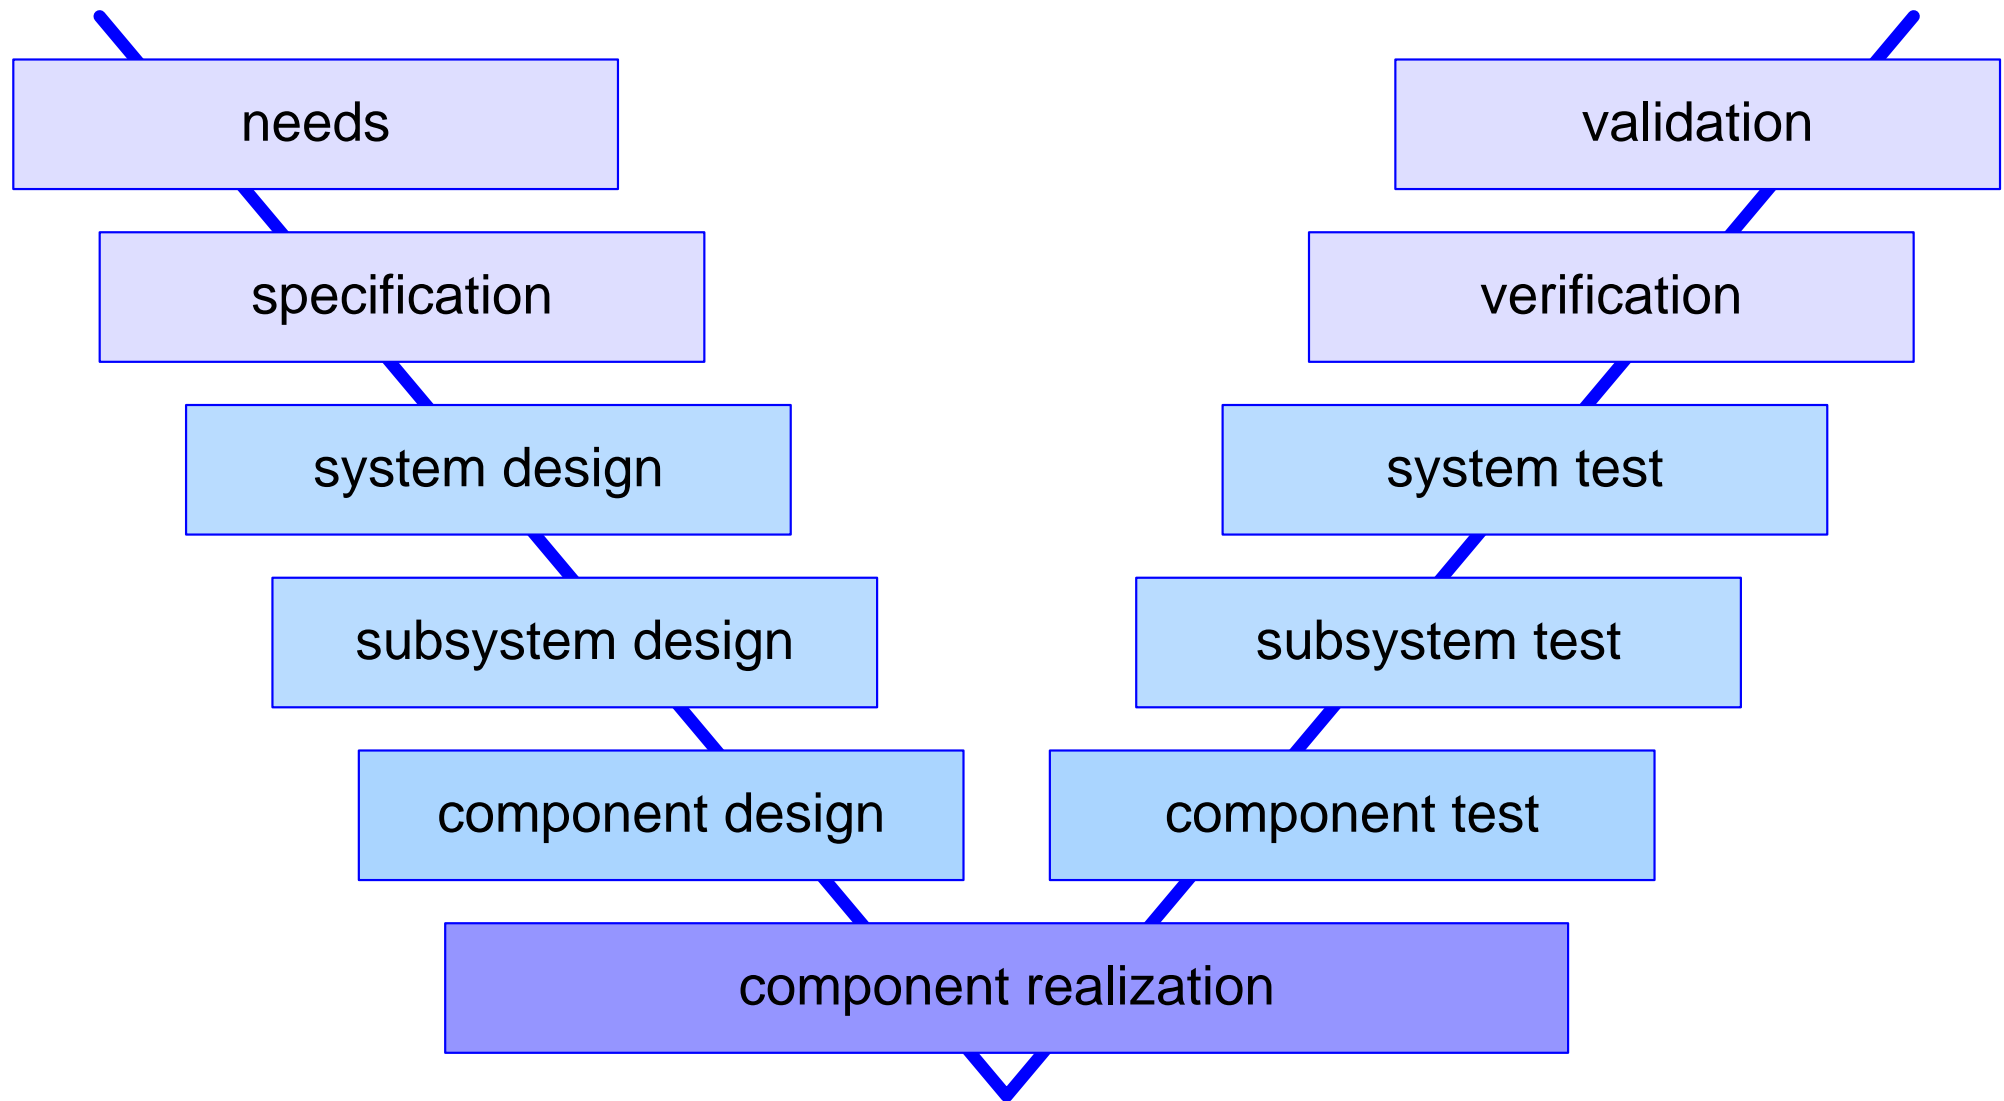 needs
validation
specification
verification
system design
system test
subsystem design
subsystem test
component design
component test
component realization